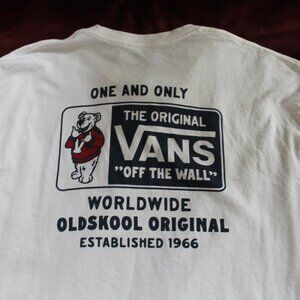 ONE AND ONLY
THE ORIGINAL
VANS
"OFF THE WALL"
WORLDWIDE
OLDSKOOL ORIGINAL
ESTABLISHED 1966